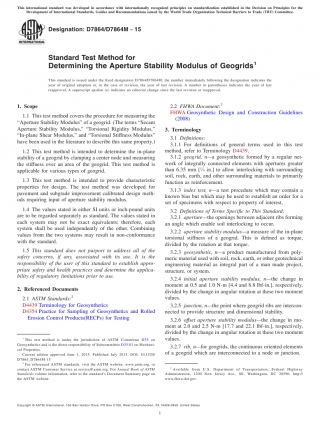 This international standard was developed in accordance with internationally recognized principles on standardization established in the Decision on Principles for the
Development of International Standards, Guides and Recommendations issued by the World Trade Organization Technical Barriers to Trade (TBT) Committee.
Designation: D7864/D7864M – 15
INTERNATIONAL
Standard Test Method for
Determining the Aperture Stability Modulus of Geogrids1
This standard is issued under the fixed designation D7864/D7864M; the number immediately following the designation indicates the
year of original adoption or, in the case of revision, the year of last revision. A number in parentheses indicates the year of last
reapproval. A superscript epsilon (ε) indicates an editorial change since the last revision or reapproval.
1. Scope
1.1 This test method covers the procedure for measuring the
“Aperture Stability Modulus” of a geogrid. (The terms “Secant
Aperture Stability Modulus,” “Torsional Rigidity Modulus,”
“In-plane Shear Modulus,” and “Torsional Stiffness Modulus”
have been used in the literature to describe this same property.)
1.2 This test method is intended to determine the in-plane
stability of a geogrid by clamping a center node and measuring
the stiffness over an area of the geogrid. This test method is
applicable for various types of geogrid.
1.3 This test method is intended to provide characteristic
properties for design. The test method was developed for
pavement and subgrade improvement calibrated design meth-
ods requiring input of aperture stability modulus.
1.4 The values stated in either SI units or inch-pound units
are to be regarded separately as standard. The values stated in
each system may not be exact equivalents; therefore, each
system shall be used independently of the other. Combining
values from the two systems may result in non-conformance
with the standard.
1.5 This standard does not purport to address all of the
safety concerns, if any, associated with its use. It is the
responsibility of the user of this standard to establish appro-
priate safety and health practices and determine the applica-
bility of regulatory limitations prior to use.
2. Referenced Documents
2.1 ASTM Standards:2
D4439 Terminology for Geosynthetics
D4354 Practice for Sampling of Geosynthetics and Rolled
Erosion Control Products(RECPs) for Testing
1 This test method is under the jurisdiction of ASTM Committee D35 on
Geosynthetics and is the direct responsibility of Subcommittee D35.01 on Mechani-
cal Properties.
Current edition approved 1, 2015. Published July 2015. DOI: 10.1520/
D7864_D7864M-15
2 For referenced ASTM standards, visit the ASTM website, www.astm.org, or
contact ASTM Customer Service at service@astm.org. For Annual Book of ASTM
Standards volume information, refer to the standard’s Document Summary page on
the ASTM website.
2.2 FHWA Document:3
FHWA Geosynthetic Design and Construction Guidelines
(2008)
3. Terminology
3.1 Definitions:
3.1.1 For definitions of general terms used in this test
method, refer to Terminology D4439.
3.1.2 geogrid, n—a geosynthetic formed by a regular net-
work of integrally connected elements with apertures greater
than 6.35 mm [¼ in.] to allow interlocking with surrounding
soil, rock, earth, and other surrounding materials to primarily
function as reinforcement.
3.1.3 index test, n—a test procedure which may contain a
known bias but which may be used to establish an order for a
set of specimens with respect to property of interest.
3.2 Definitions of Terms Specific to This Standard:
3.2.1 aperture—the openings between adjacent ribs forming
an angle which enable soil interlocking to occur.
3.2.2 aperture stability modulus—a measure of the in-plane
torsional stiffness of a geogrid. This is defined as torque,
divided by the rotation at that torque.
3.2.3 geosynthetic, n—a product manufactured from poly-
meric material used with soil, rock, earth, or other geotechnical
engineering material as integral part of a man made project,
structure, or system.
3.2.4 initial aperture stability modulus, n—the change in
moment at 0.5 and 1.0 N-m [4.4 and 8.8 lbf-in.], respectively,
divided by the change in angular rotation at these two moment
values.
3.2.5 junction, n—the point where geogrid ribs are intercon-
nected to provide structure and dimensional stability.
3.2.6 offset aperture stability modulus—the change in mo-
ment at 2.0 and 2.5 N-m [17.7 and 22.1 lbf-in.], respectively,
divided by the change in angular rotation at these two moment
values.
3.2.7 rib, n—for geogrids, the continuous oriented elements
of a geogrid which are interconnected to a node or junction.
3 Available from U.S. Department of Transportation, Federal Highway
Administration, 1200 New Jersey Ave., SE, Washington, DC 20590, http://
www.fhwa.dot.gov.
Copyright © ASTM International, 100 Barr Harbor Drive, PO Box C700, West Conshohocken, PA 19428-2959. United States
1